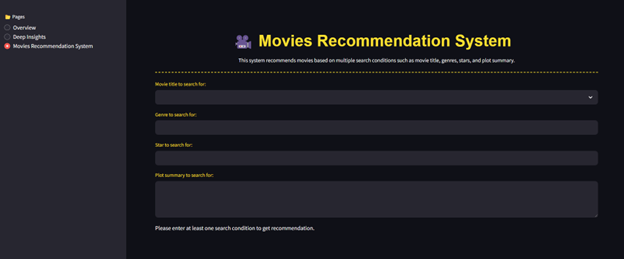 Pages
Overview
Deep Insights
Movies Recommendation System
Movies Recommendation System
This system recommends movies based on multiple search conditions such as movie title, genres, stars, and plot summary.
Movie title to search for:
Genre to search for:
Star to search for:
Plot summary to search for:
Please enter at least one search condition to get recommendation.